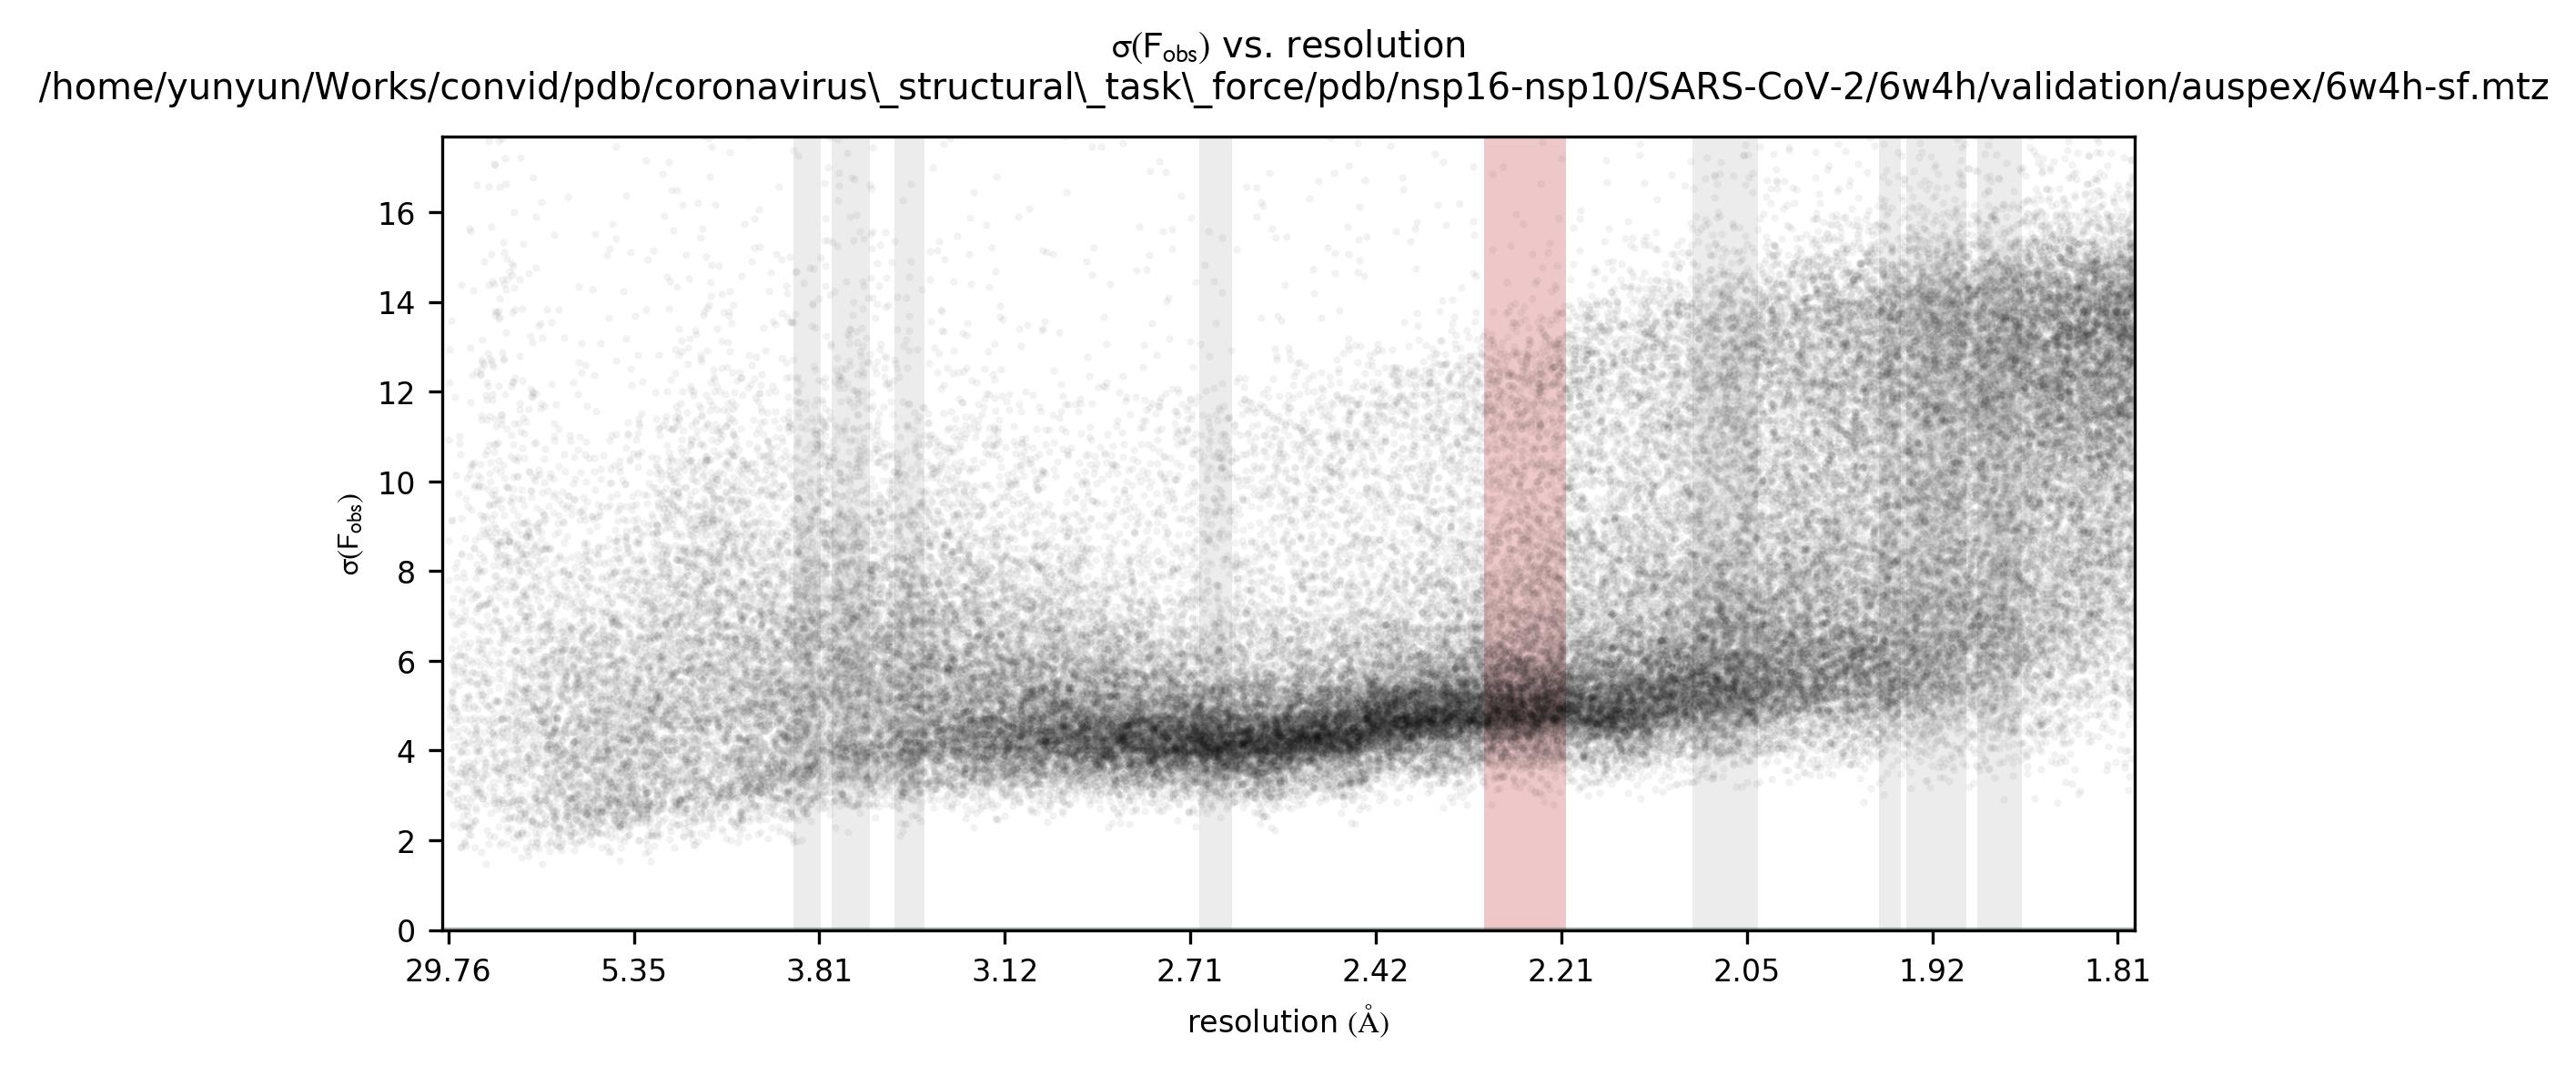 σ(F_obs) vs. resolution
/home/yunyun/Works/convid/pdb/coronavirus\_structural\_task\_force/pdb/nsp16-nsp10/SARS-CoV-2/6w4h/validation/auspex/6w4h-sf.mtz
σ(F_obs)
16
14
12
10
8
6
4
2
0
29.76 5.35 3.81 3.12 2.71 2.42 2.21 2.05 1.92 1.81
resolution (Å)